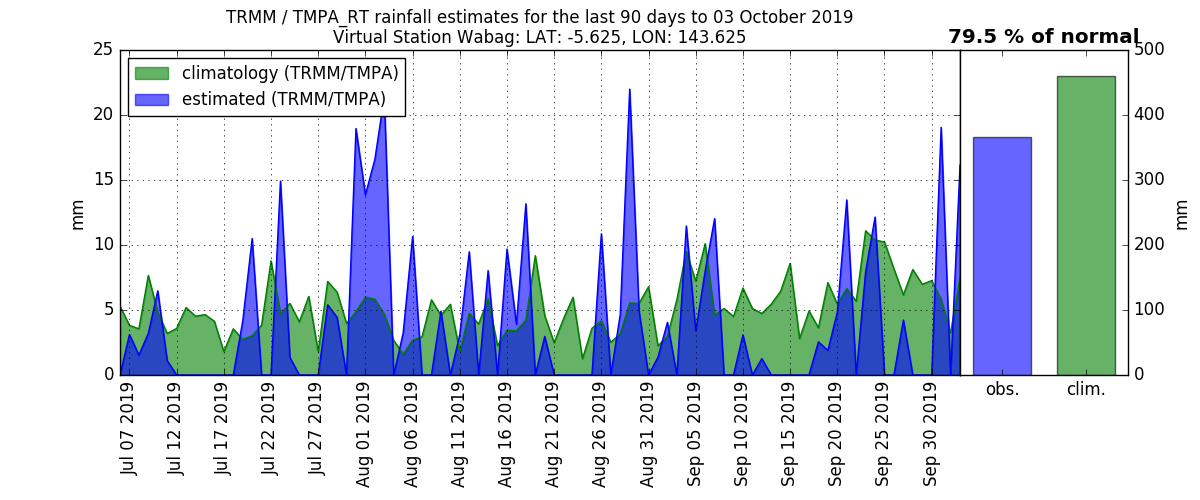 TRMM / TMPA_RT rainfall estimates for the last 90 days to 03 October 2019
Virtual Station Wabag: LAT: -5.625, LON: 143.625
79.5 % of normal
climatology (TRMM/TMPA)
estimated (TRMM/TMPA)
25
20
15
10
5
0
mm
Jul 07 2019
Jul 12 2019
Jul 17 2019
Jul 22 2019
Jul 27 2019
Aug 01 2019
Aug 06 2019
Aug 11 2019
Aug 16 2019
Aug 21 2019
Aug 26 2019
Aug 31 2019
Sep 05 2019
Sep 10 2019
Sep 15 2019
Sep 20 2019
Sep 25 2019
Sep 30 2019
500
400
300
200
100
0
mm
obs.
clim.